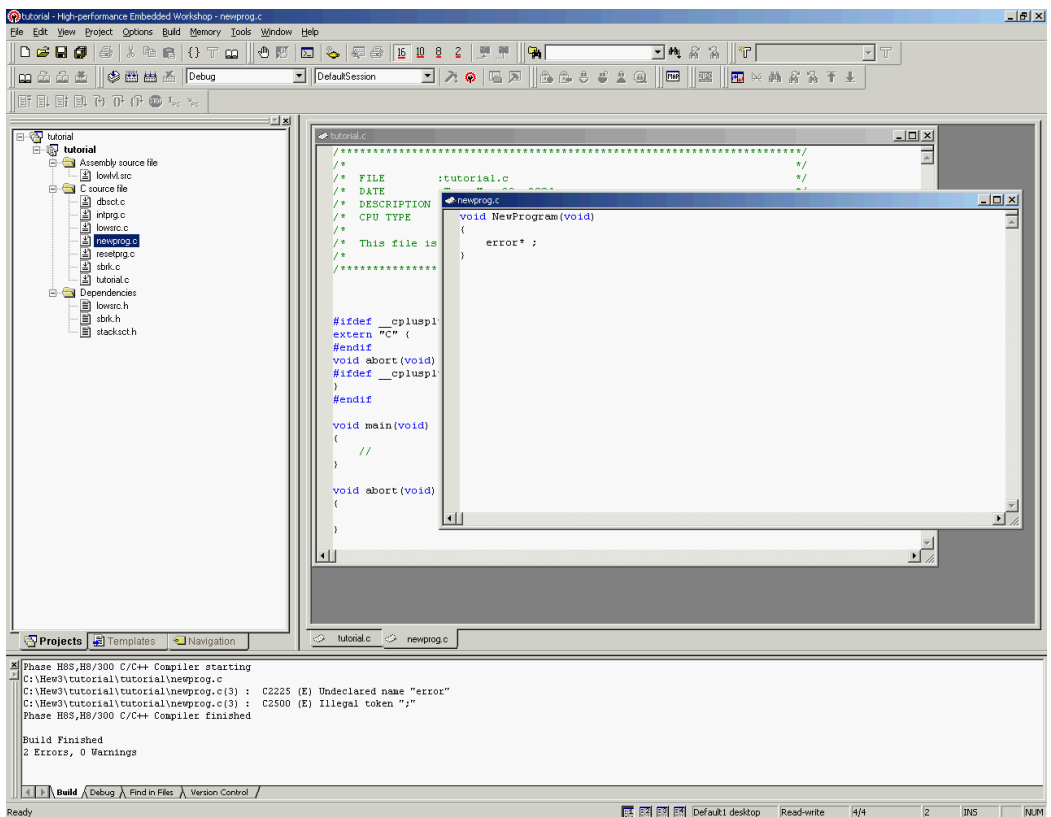 tutorial - High-performance Embedded Workshop - newprog.c
File Edit View Project Options Build Memory Tools Window Help
16 10 8 2
Debug
DefaultSession
tutorial
tutorial
Assembly source file
lowlvl.src
C source file
dbsct.c
intprg.c
lowsrc.c
newprog.c
resetprg.c
sbrk.c
tutorial.c
Dependencies
lowsrc.h
sbrk.h
stacksct.h
Projects Templates Navigation
tutorial.c
/************************************************************************/
/* */
/* FILE :tutorial.c */
/* DATE
/* DESCRIPTION
/* CPU TYPE
/*
/* This file is
/*
/***************
#ifdef __cpluspl
extern "C" {
#endif
void abort(void)
#ifdef __cpluspl
}
#endif
void main(void)
{
//
}
void abort(void)
{
}
newprog.c
void NewProgram(void)
{
error* ;
}
tutorial.c newprog.c
Phase H8S,H8/300 C/C++ Compiler starting
C:\Hew3\tutorial\tutorial\newprog.c
C:\Hew3\tutorial\tutorial\newprog.c(3) : C2225 (E) Undeclared name "error"
C:\Hew3\tutorial\tutorial\newprog.c(3) : C2500 (E) Illegal token ";"
Phase H8S,H8/300 C/C++ Compiler finished
Build Finished
2 Errors, 0 Warnings
Build Debug Find in Files Version Control
Ready Default1 desktop Read-write 4/4 2 INS NUM